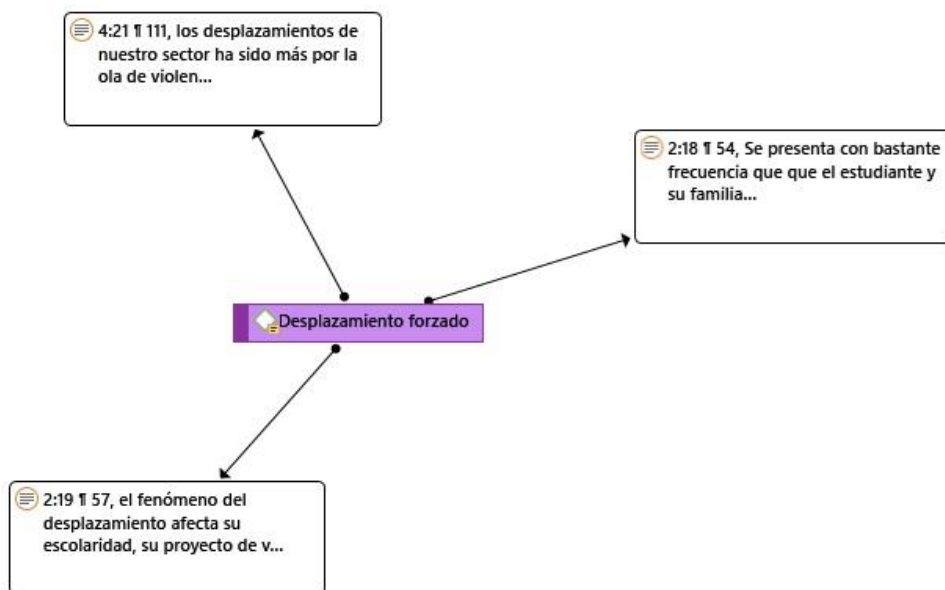 4:21 ¶ 111, los desplazamientos de
nuestro sector ha sido más por la
ola de violen...
2:18 ¶ 54, Se presenta con bastante
frecuencia que que el estudiante y
su familia...
Desplazamiento forzado
2:19 ¶ 57, el fenómeno del
desplazamiento afecta su
escolaridad, su proyecto de v...